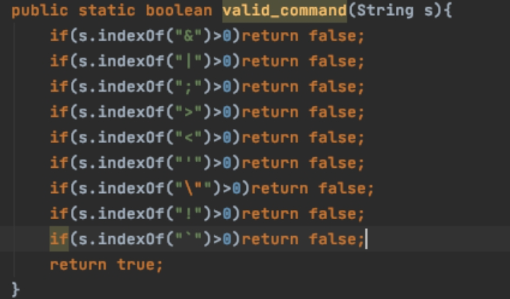 public static boolean valid_command(String s){
    if(s.indexOf("&")>0)return false;
    if(s.indexOf("|")>0)return false;
    if(s.indexOf(";")>0)return false;
    if(s.indexOf(">")>0)return false;
    if(s.indexOf("<")>0)return false;
    if(s.indexOf("'")>0)return false;
    if(s.indexOf("\"")>0)return false;
    if(s.indexOf("!")>0)return false;
    if(s.indexOf("`")>0)return false;
    return true;
}